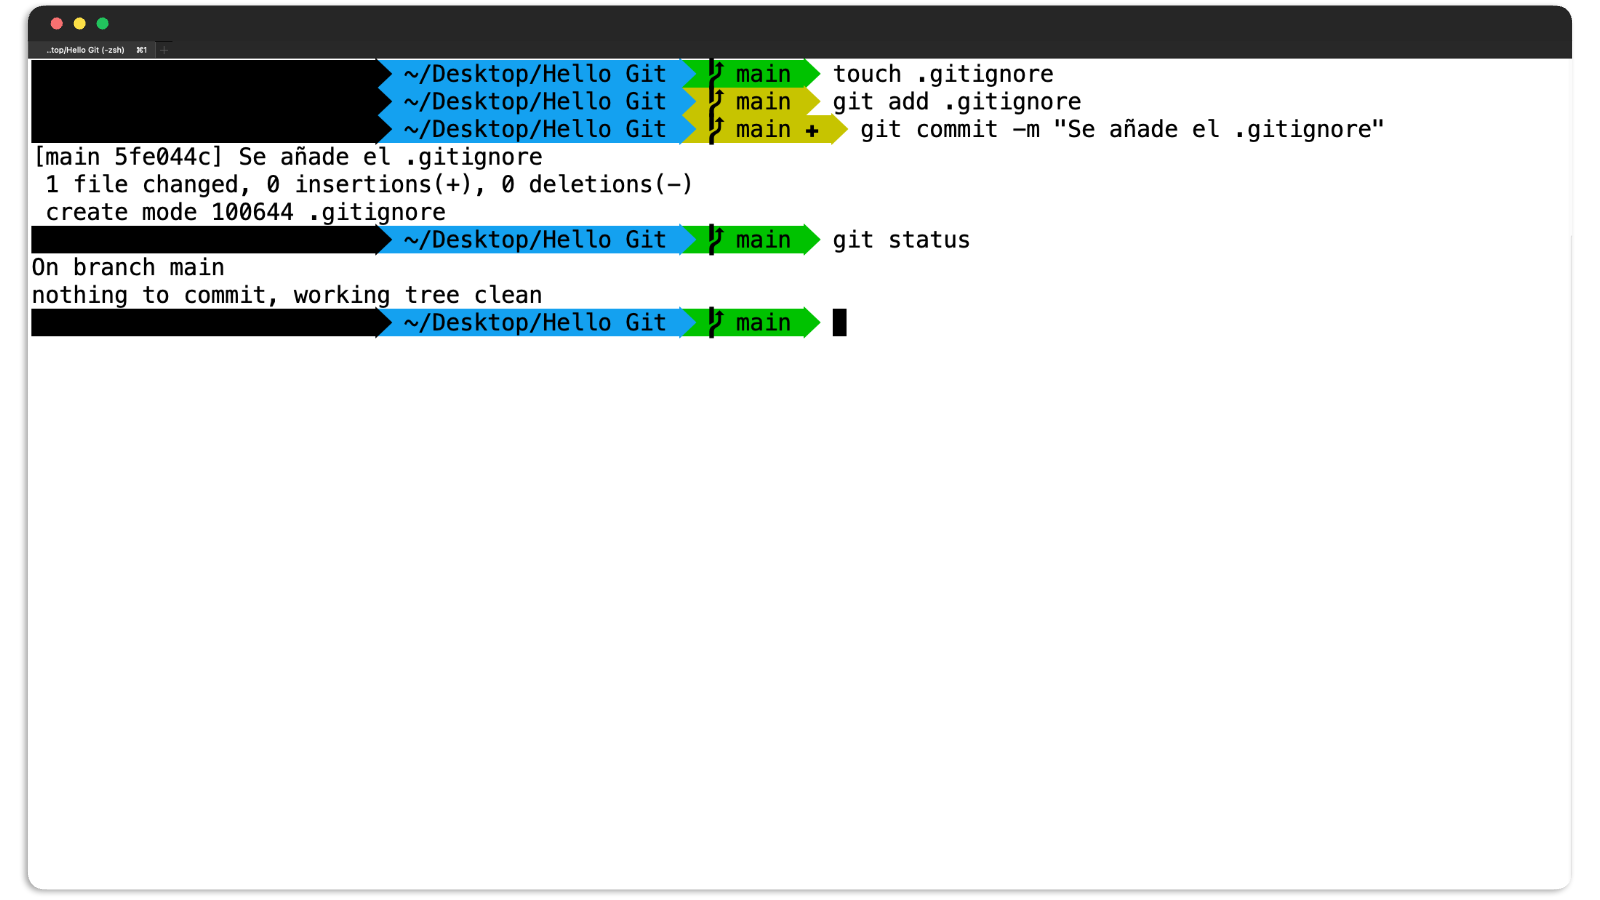 ..top/Hello Git (-zsh) ⌘1 +
~/Desktop/Hello Git main touch .gitignore
~/Desktop/Hello Git main git add .gitignore
~/Desktop/Hello Git main + git commit -m "Se añade el .gitignore"
[main 5fe044c] Se añade el .gitignore
1 file changed, 0 insertions(+), 0 deletions(-)
create mode 100644 .gitignore
~/Desktop/Hello Git main git status
On branch main
nothing to commit, working tree clean
~/Desktop/Hello Git main